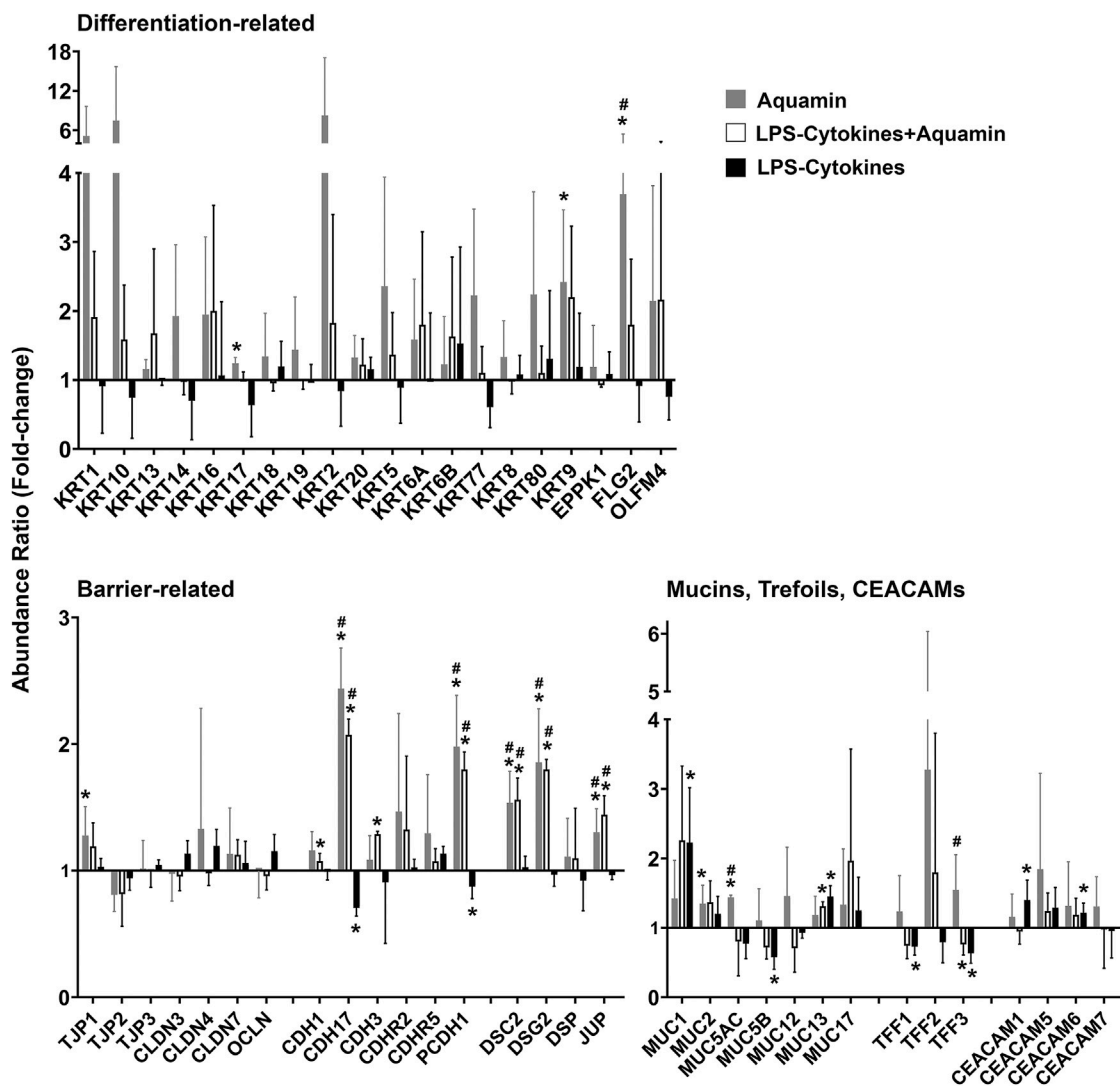 Differentiation-related
18
12
6
4
3
2
1
0
#
*
*
*
Aquamin
LPS-Cytokines+Aquamin
LPS-Cytokines
KRT1
KRT10
KRT13
KRT14
KRT16
KRT17
KRT18
KRT19
KRT2
KRT20
KRT5
KRT6A
KRT6B
KRT77
KRT8
KRT80
KRT9
EPPK1
FLG2
OLFM4
Abundance Ratio (Fold-change)
Barrier-related
3
2
1
0
*
*
#
*
#
*
*
*
#
*
#
*
*
#
*
#
*
#
*
#
*
#
*
#
*
TJP1
TJP2
TJP3
CLDN3
CLDN4
CLDN7
OCLN
CDH1
CDH17
CDH3
CDHR2
CDHR5
PCDH1
DSC2
DSG2
DSP
JUP
Mucins, Trefoils, CEACAMs
6
5
4
3
2
1
0
*
*
#
*
*
*
*
*
#
*
*
*
*
MUC1
MUC2
MUC5AC
MUC5B
MUC12
MUC13
MUC17
TFF1
TFF2
TFF3
CEACAM1
CEACAM5
CEACAM6
CEACAM7